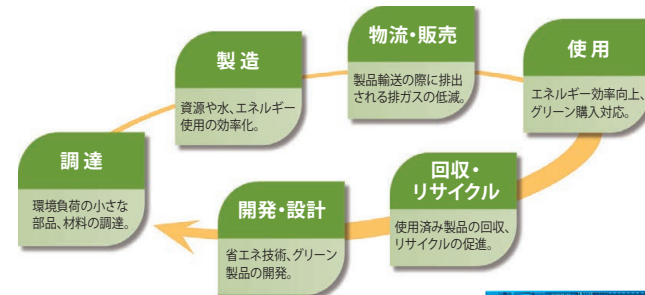 調達
環境負荷の小さな
部品、材料の調達。
製造
資源や水、エネルギー
使用の効率化。
物流・販売
製品輸送の際に排出
される排ガスの低減。
使用
エネルギー効率向上、
グリーン購入対応。
回収・
リサイクル
使用済み製品の回収、
リサイクルの促進。
開発・設計
省エネ技術、グリーン
製品の開発。